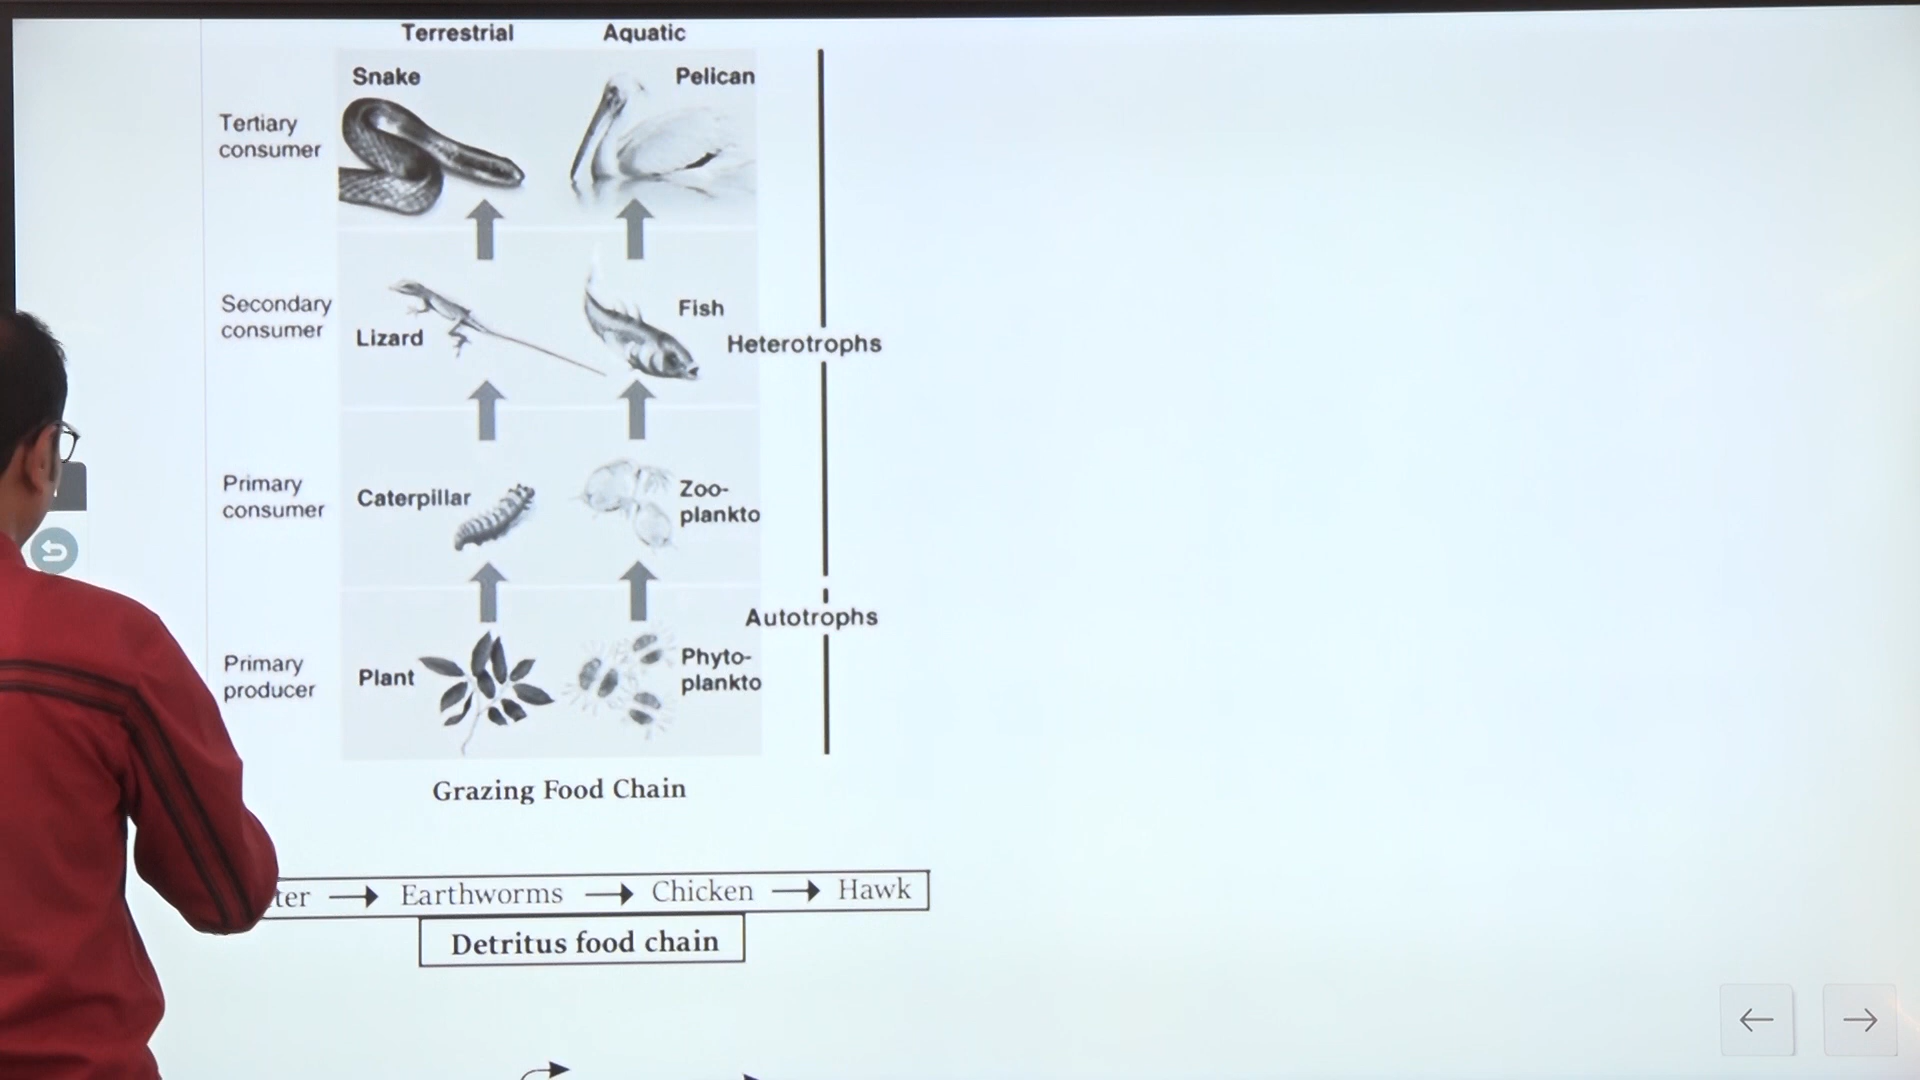 Terrestrial Aquatic
Snake Pelican
Tertiary
consumer
Secondary
consumer
Lizard
Fish
Heterotrophs
Primary
consumer
Caterpillar
Zoo-
plankto
Autotrophs
Primary
producer
Plant
Phyto-
plankto
Grazing Food Chain
Earthworms → Chicken → Hawk
Detritus food chain